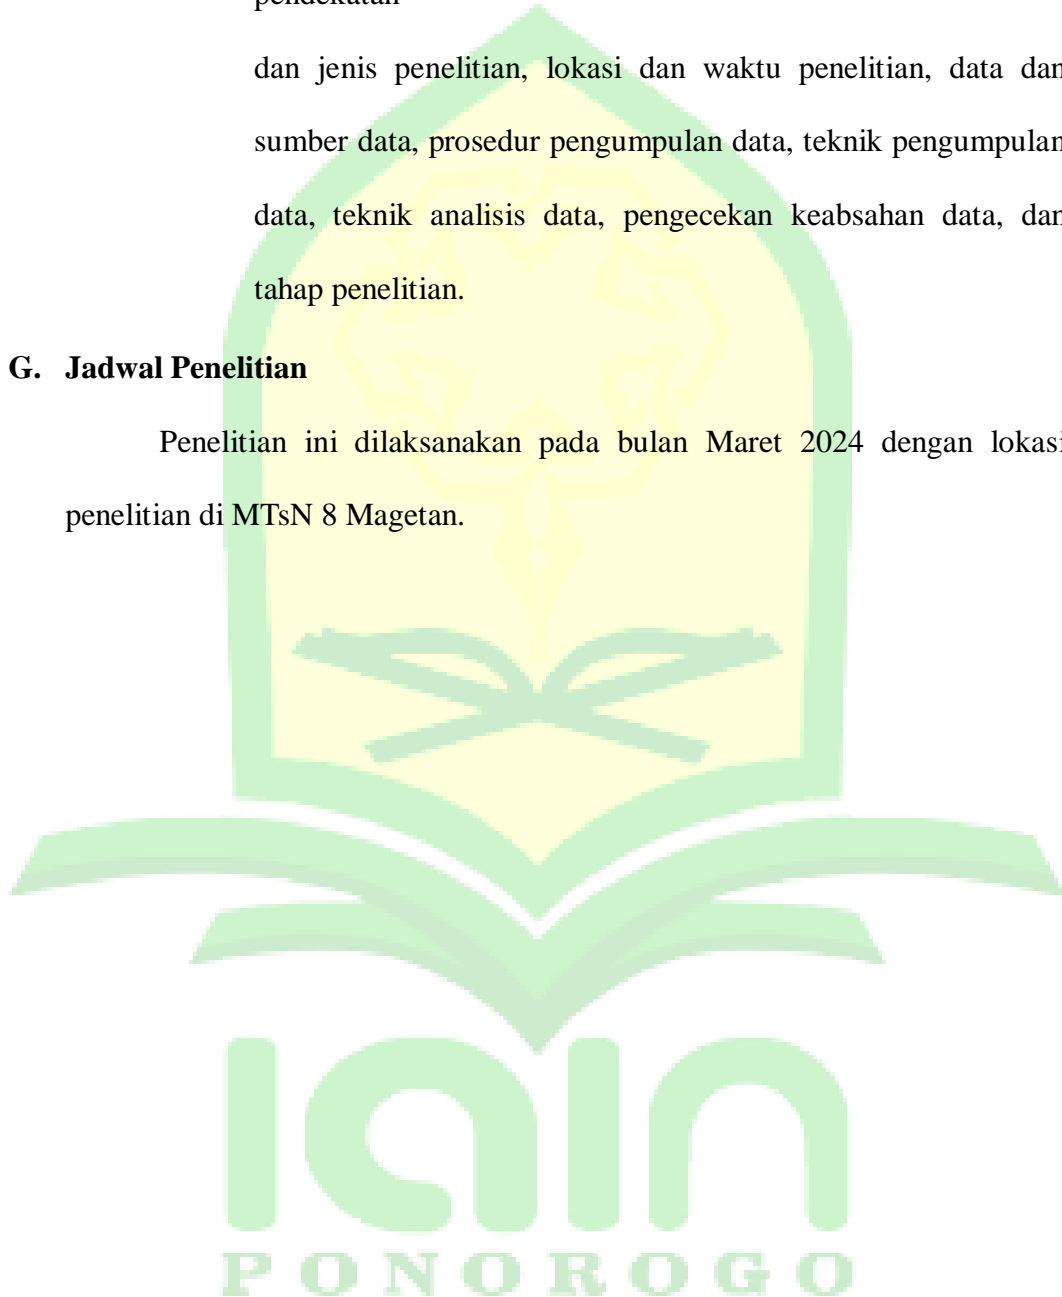 pendekatan
dan jenis penelitian, lokasi dan waktu penelitian, data dan
sumber data, prosedur pengumpulan data, teknik pengumpulan
data, teknik analisis data, pengecekan keabsahan data, dan
tahap penelitian.
G. Jadwal Penelitian
Penelitian ini dilaksanakan pada bulan Maret 2024 dengan lokasi
penelitian di MTsN 8 Magetan.
iain
PONOROGO